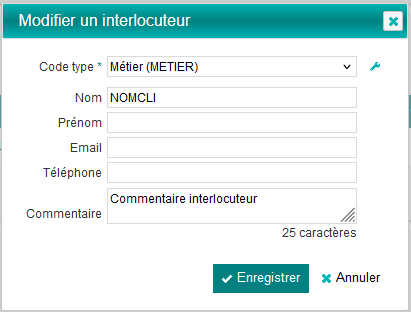 Modifier un interlocuteur
Code type * Métier (METIER)
Nom NOMCLI
Prénom
Email
Téléphone
Commentaire Commentaire interlocuteur
25 caractères
Enregistrer Annuler